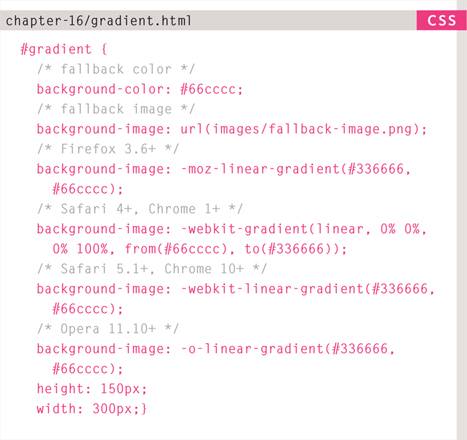 chapter-16/gradient.html CSS
#gradient {
/* fallback color */
background-color: #66cccc;
/* fallback image */
background-image: url(images/fallback-image.png);
/* Firefox 3.6+ */
background-image: -moz-linear-gradient(#336666,
#66cccc);
/* Safari 4+, Chrome 1+ */
background-image: -webkit-gradient(linear, 0% 0%,
0% 100%, from(#66cccc), to(#336666));
/* Safari 5.1+, Chrome 10+ */
background-image: -webkit-linear-gradient(#336666,
#66cccc);
/* Opera 11.10+ */
background-image: -o-linear-gradient(#336666,
#66cccc);
height: 150px;
width: 300px;}